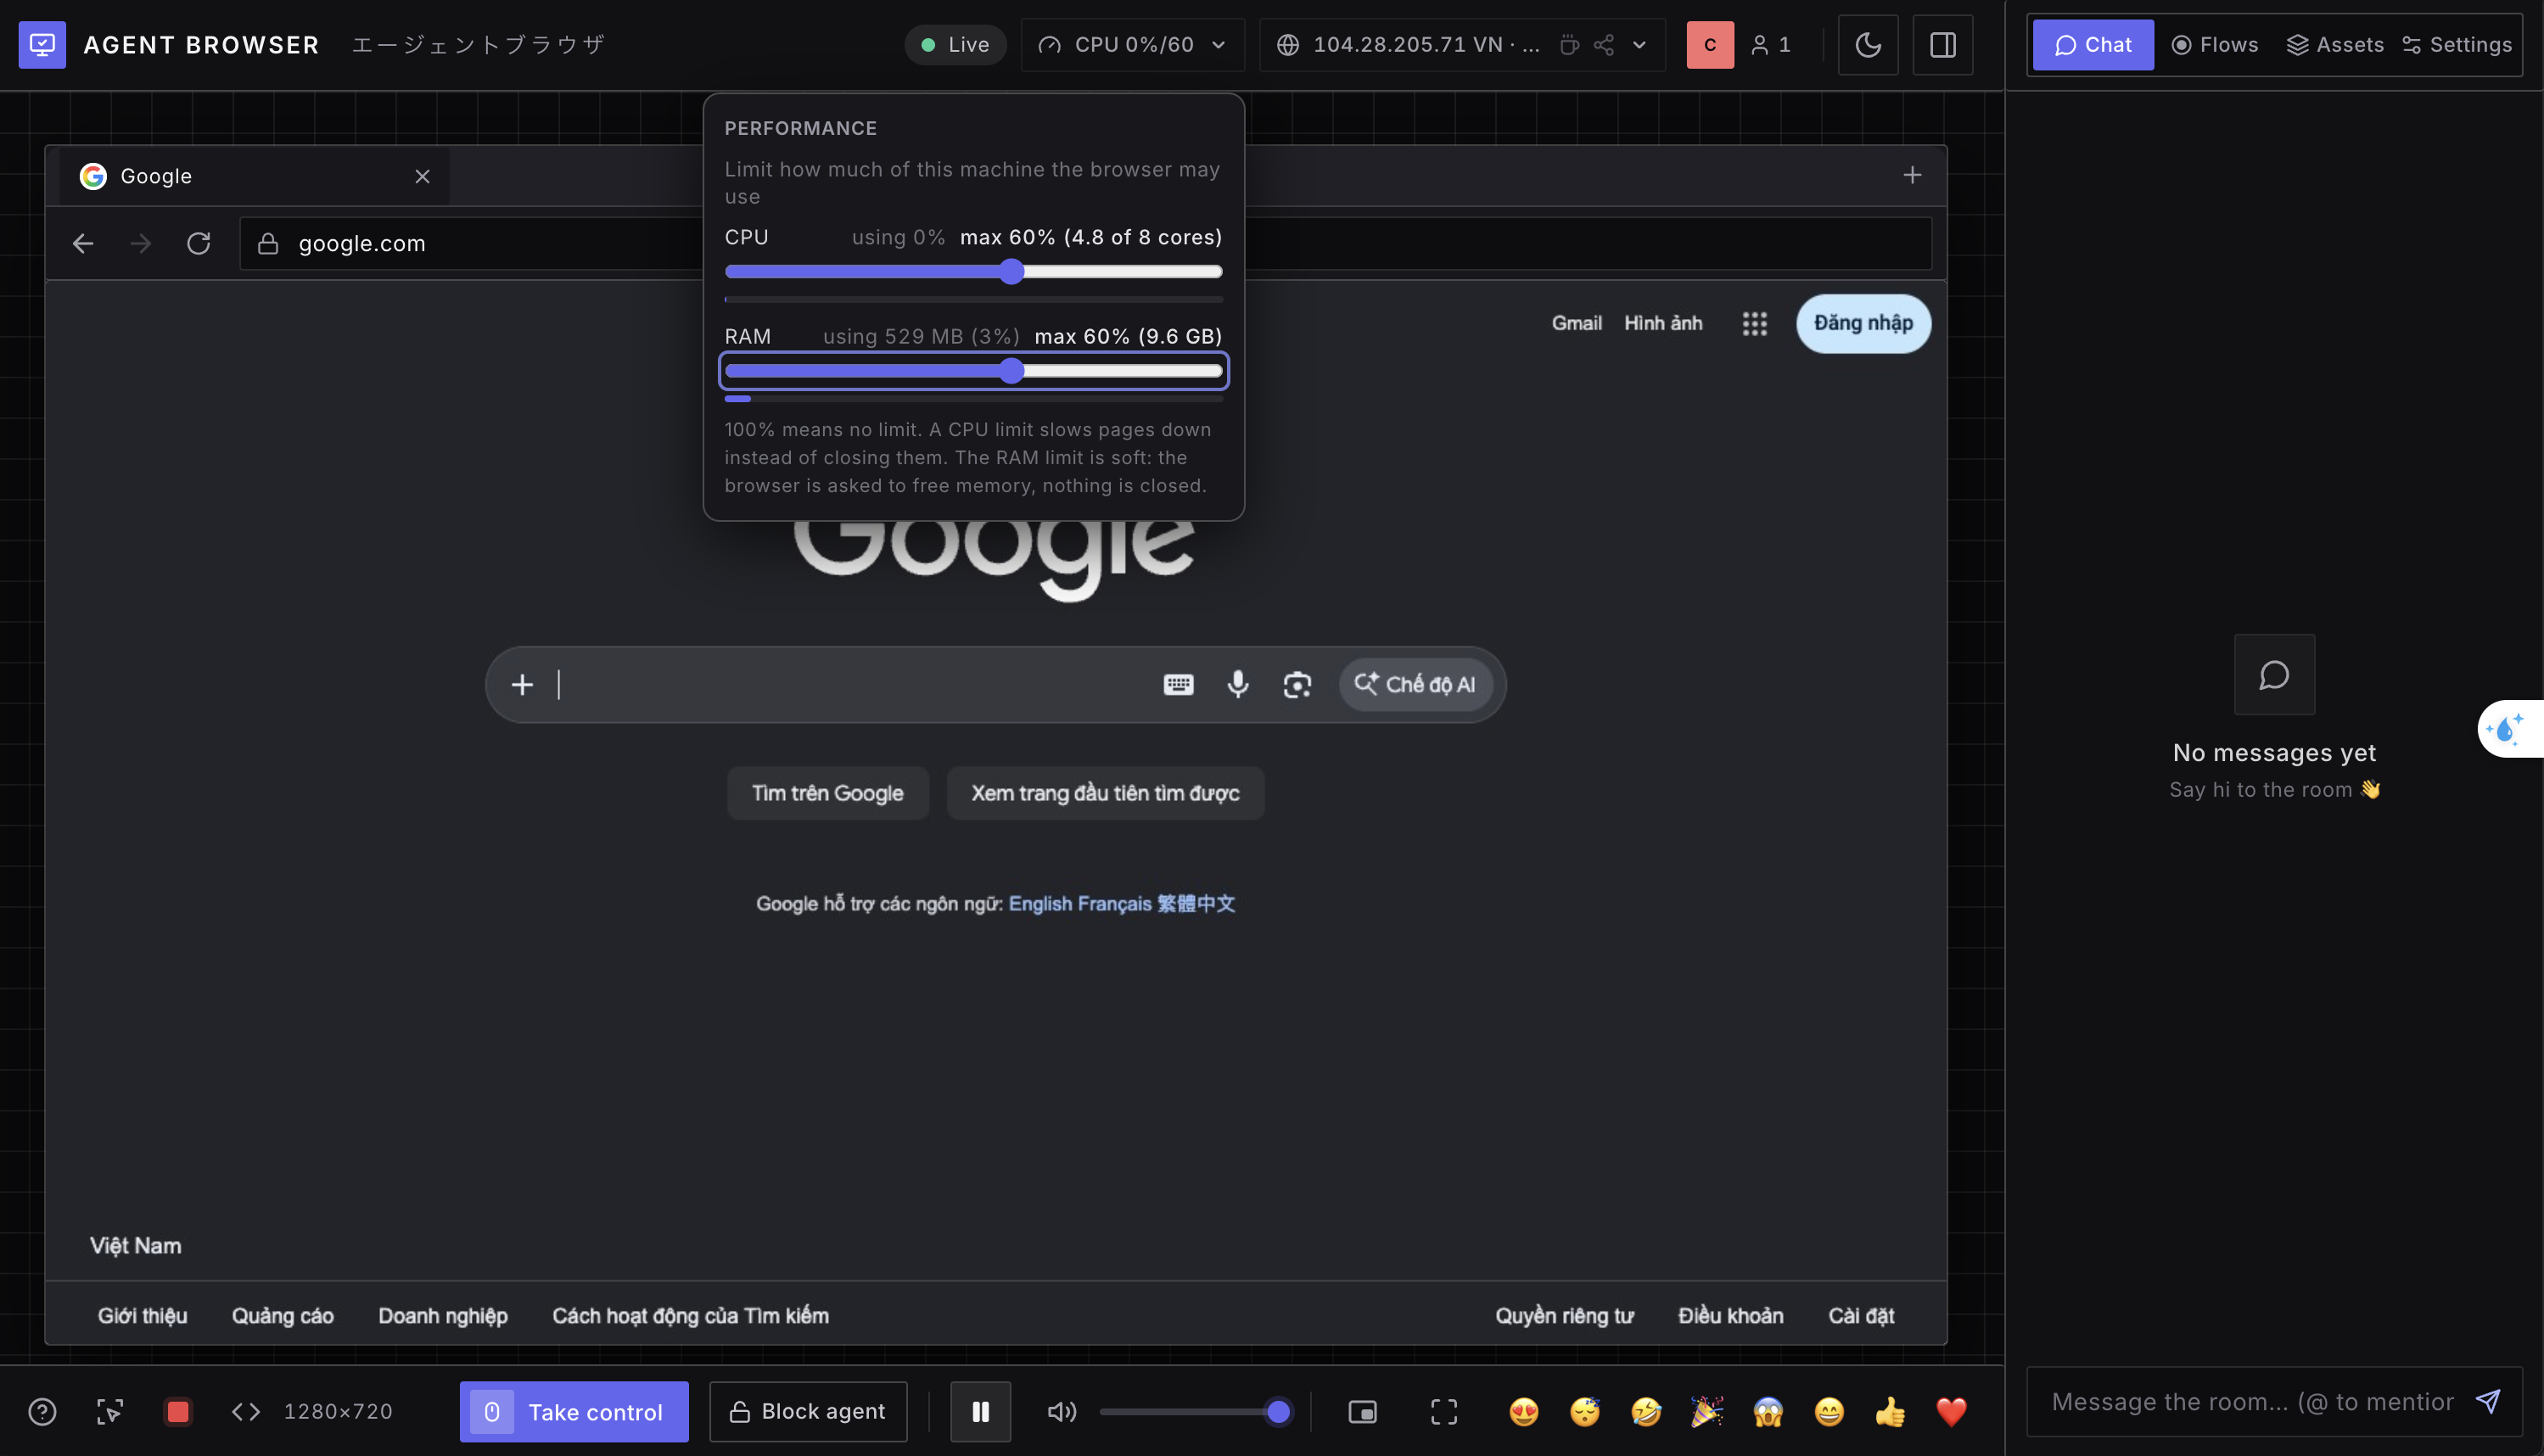 AGENT BROWSER エージェントブラウザ
Live
CPU 0%/60
104.28.205.71 VN · ...
C
1
Chat
Flows
Assets
Settings
PERFORMANCE
Limit how much of this machine the browser may
use
CPU using 0% max 60% (4.8 of 8 cores)
RAM using 529 MB (3%) max 60% (9.6 GB)
100% means no limit. A CPU limit slows pages down
instead of closing them. The RAM limit is soft: the
browser is asked to free memory, nothing is closed.
Google
google.com
Gmail Hình ảnh
Đăng nhập
Google
Chế độ AI
Tìm trên Google
Xem trang đầu tiên tìm được
Google hỗ trợ các ngôn ngữ: English Français 繁體中文
Việt Nam
Giới thiệu Quảng cáo Doanh nghiệp Cách hoạt động của Tìm kiếm
Quyền riêng tư Điều khoản Cài đặt
No messages yet
Say hi to the room 👋
1280×720
Take control
Block agent
Message the room... (@ to mention